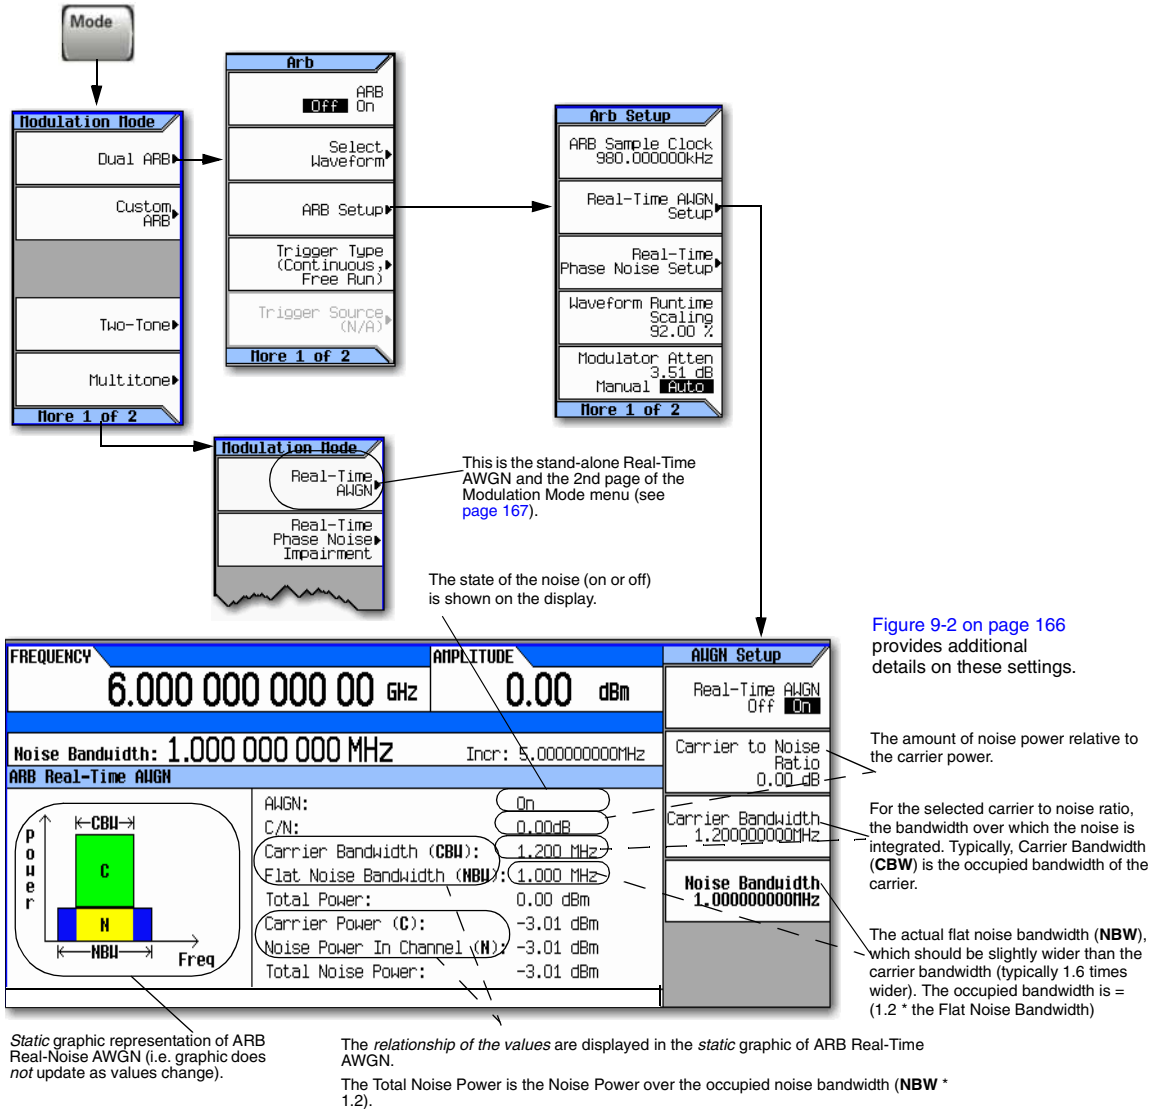 Mode
Modulation Mode
Dual ARB
Custom
ARB
Two-Tone
Multitone
More 1 of 2
Arb
ARB
Off On
Select
Waveform
ARB Setup
Trigger Type
(Continuous,
Free Run)
Trigger Source
(N/A)
More 1 of 2
Arb Setup
ARB Sample Clock
980.000000kHz
Real-Time AWGN
Setup
Real-Time
Phase Noise Setup
Waveform Runtime
Scaling
92.00 %
Modulator Atten
3.51 dB
Manual Auto
More 1 of 2
Modulation Mode
Real-Time
AWGN
Real-Time
Phase Noise
Impairment
This is the stand-alone Real-Time
AWGN and the 2nd page of the
Modulation Mode menu (see
page 167).
The state of the noise (on or off)
is shown on the display.
Figure 9-2 on page 166
provides additional
details on these settings.
FREQUENCY
6.000 000 000 00 GHz
AMPLITUDE
0.00 dBm
Noise Bandwidth: 1.000 000 000 MHz
Incr: 5.000000000MHz
ARB Real-Time AWGN
Power
CBW
C
N
NBW
Freq
AWGN: On
C/N: 0.00dB
Carrier Bandwidth (CBW): 1.200 MHz
Flat Noise Bandwidth (NBW): 1.000 MHz
Total Power: 0.00 dBm
Carrier Power (C): -3.01 dBm
Noise Power In Channel (N): -3.01 dBm
Total Noise Power: -3.01 dBm
AWGN Setup
Real-Time AWGN
Off On
Carrier to Noise
Ratio
0.00 dB
Carrier Bandwidth
1.200000000MHz
Noise Bandwidth
1.000000000MHz
The amount of noise power relative to
the carrier power.
For the selected carrier to noise ratio,
the bandwidth over which the noise is
integrated. Typically, Carrier Bandwidth
(CBW) is the occupied bandwidth of the
carrier.
The actual flat noise bandwidth (NBW),
which should be slightly wider than the
carrier bandwidth (typically 1.6 times
wider). The occupied bandwidth is =
(1.2 * the Flat Noise Bandwidth)
Static graphic representation of ARB
Real-Noise AWGN (i.e. graphic does
not update as values change).
The relationship of the values are displayed in the static graphic of ARB Real-Time
AWGN.
The Total Noise Power is the Noise Power over the occupied noise bandwidth (NBW *
1.2).